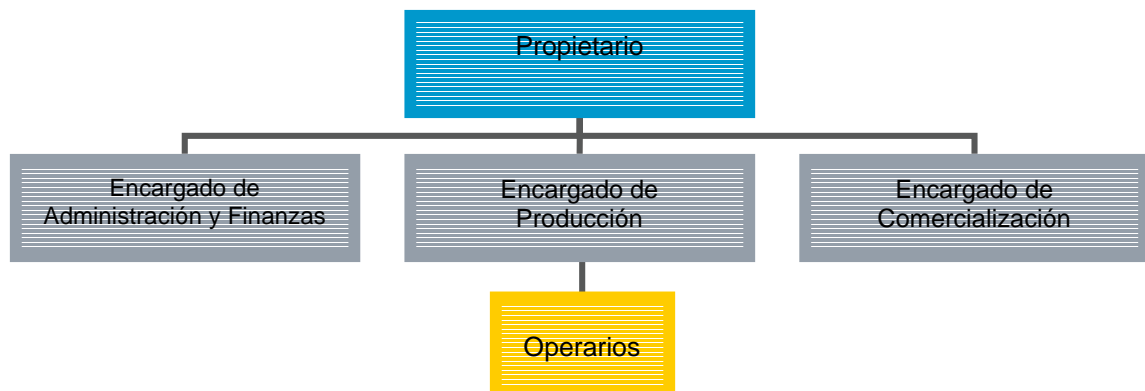 Propietario
Encargado de
Administración y Finanzas
Encargado de
Producción
Encargado de
Comercialización
Operarios